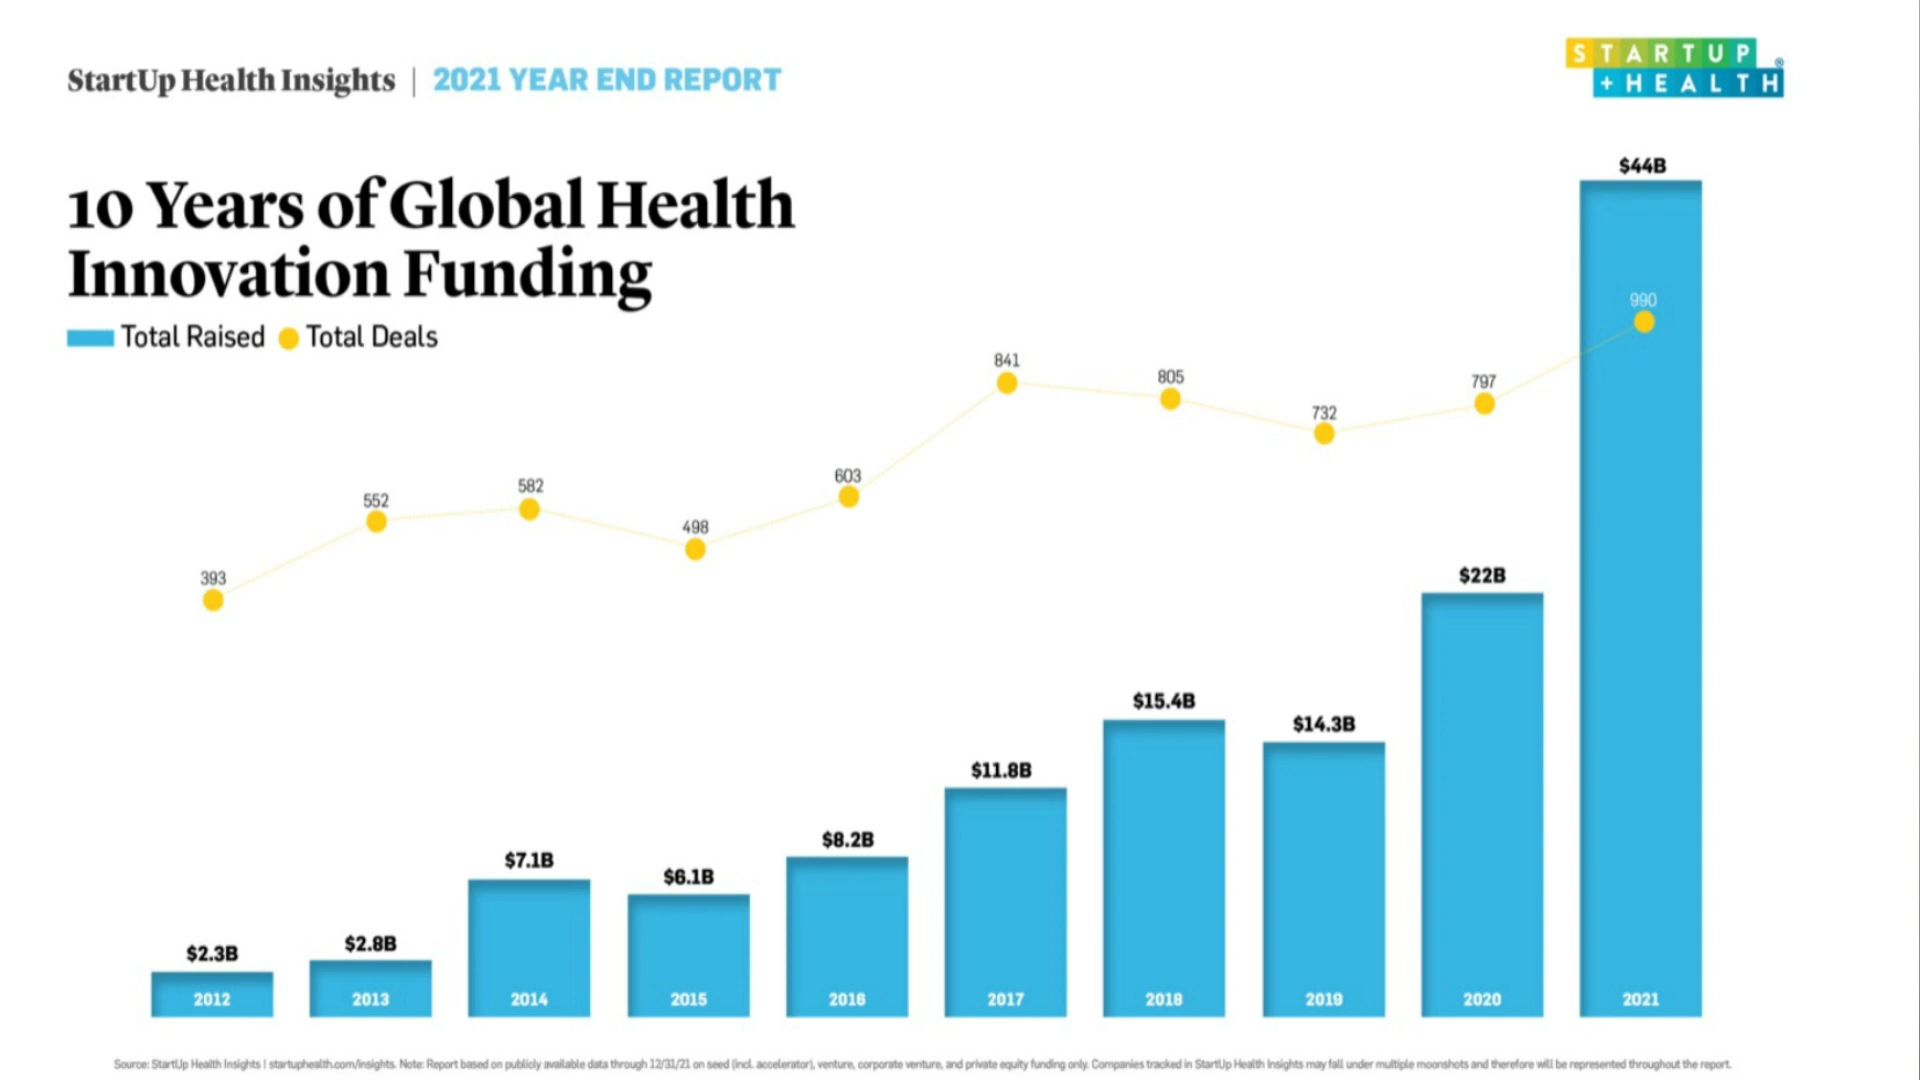 StartUp Health Insights | 2021 YEAR END REPORT
STARTUP
+HEALTH®
10 Years of Global Health
Innovation Funding
Total Raised Total Deals
393
552
582
498
603
841
805
732
797
990
$2.3B
$2.8B
$7.1B
$6.1B
$8.2B
$11.8B
$15.4B
$14.3B
$22B
$44B
2012
2013
2014
2015
2016
2017
2018
2019
2020
2021
Source: StartUp Health Insights | startuphealth.com/insights. Note: Report based on publicly available data through 12/31/21 on seed (incl. accelerator), venture, corporate venture, and private equity funding only. Companies tracked in StartUp Health Insights may fall under multiple moonshots and therefore will be represented throughout the report.